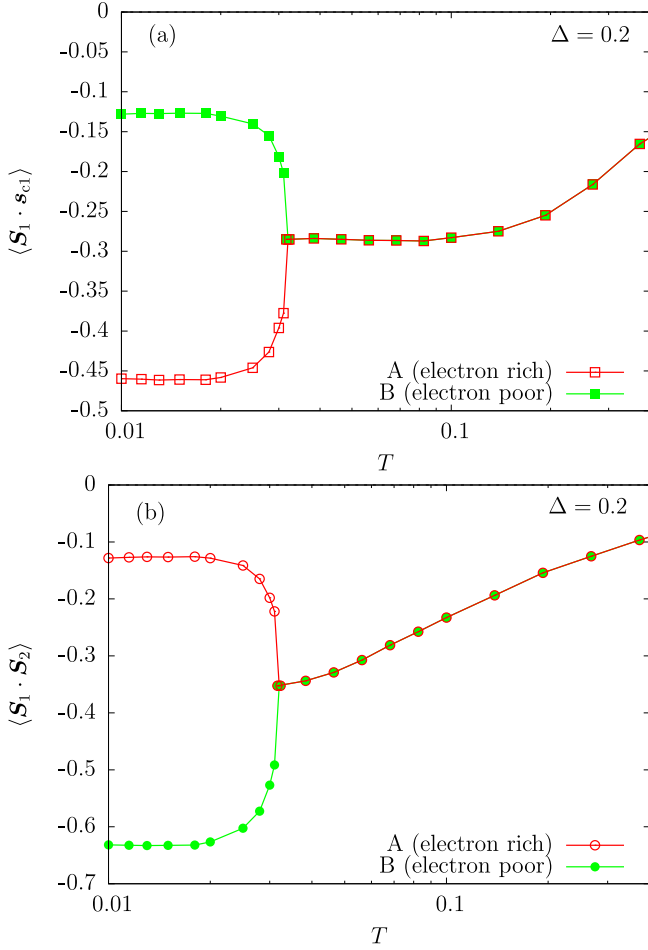 0
(a)
Δ = 0.2
-0.05
-0.1
-0.15
-0.2
⟨S₁ · s_c1⟩
-0.25
-0.3
-0.35
-0.4
A (electron rich)
-0.45
B (electron poor)
-0.5
0.01
0.1
T
0
(b)
Δ = 0.2
-0.1
-0.2
-0.3
⟨S₁ · S₂⟩
-0.4
-0.5
-0.6
A (electron rich)
B (electron poor)
-0.7
0.01
0.1
T